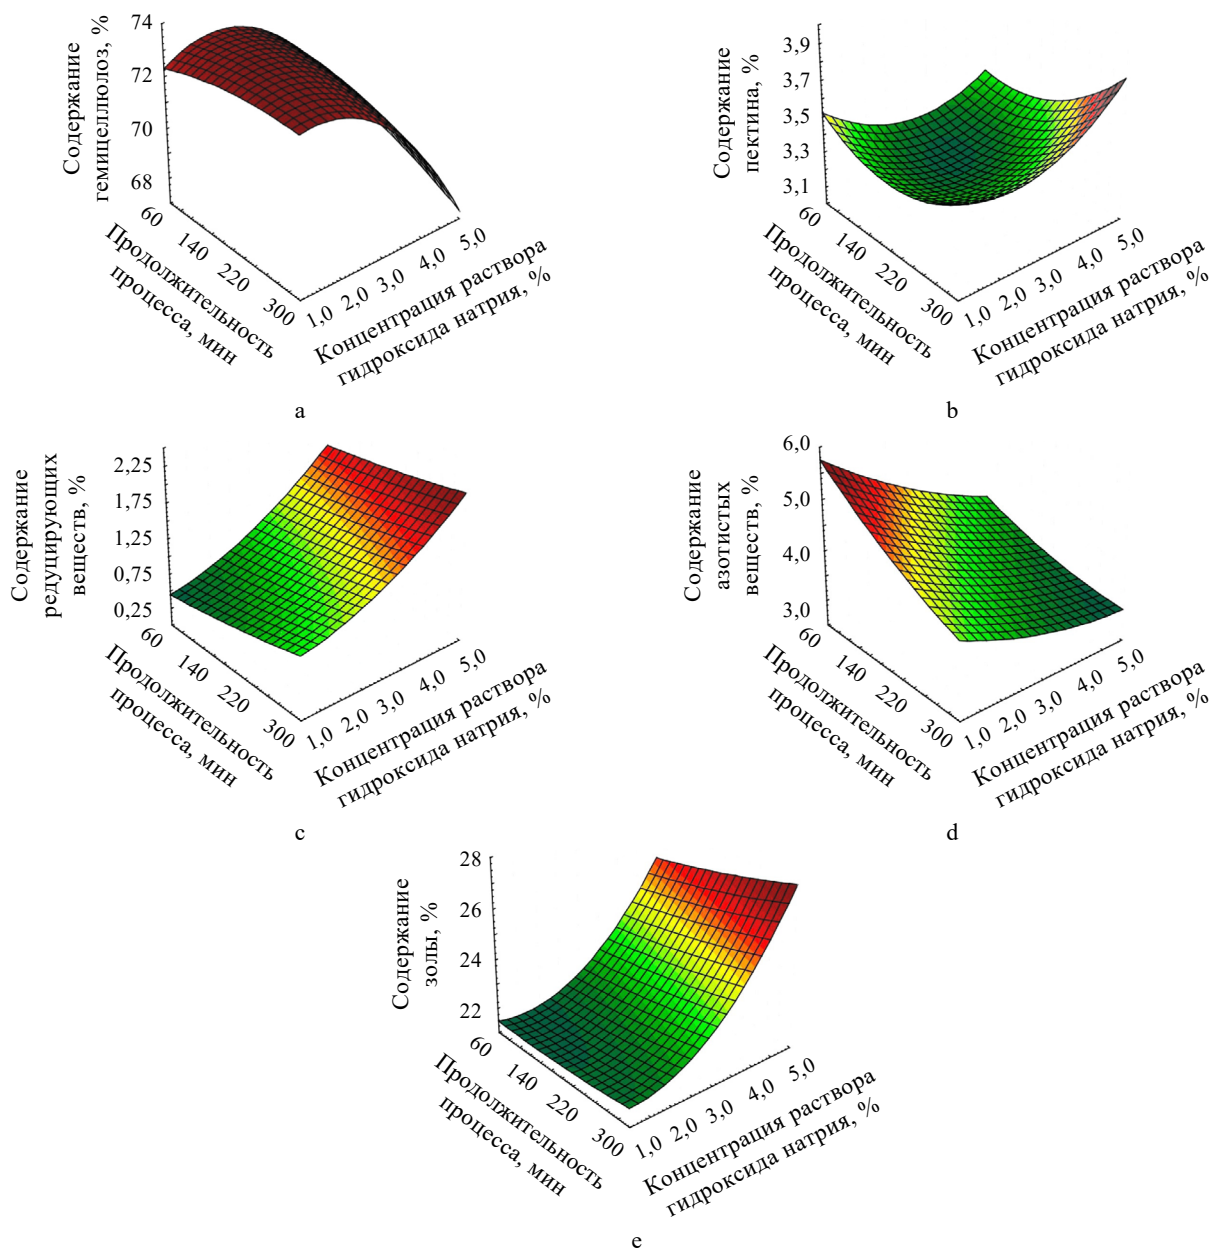 Содержание
гемицеллюлоз, %
74
72
70
68
60
140
220
300
Продолжительность
процесса, мин
1,0
2,0
3,0
4,0
5,0
Концентрация раствора
гидроксида натрия, %
a
Содержание
пектина, %
3,9
3,7
3,5
3,3
3,1
60
140
220
300
Продолжительность
процесса, мин
1,0
2,0
3,0
4,0
5,0
Концентрация раствора
гидроксида натрия, %
b
Содержание
редуцирующих
веществ, %
2,25
1,75
1,25
0,75
0,25
60
140
220
300
Продолжительность
процесса, мин
1,0
2,0
3,0
4,0
5,0
Концентрация раствора
гидроксида натрия, %
c
Содержание
азотистых
веществ, %
6,0
5,0
4,0
3,0
60
140
220
300
Продолжительность
процесса, мин
1,0
2,0
3,0
4,0
5,0
Концентрация раствора
гидроксида натрия, %
d
Содержание
золы, %
28
26
24
22
60
140
220
300
Продолжительность
процесса, мин
1,0
2,0
3,0
4,0
5,0
Концентрация раствора
гидроксида натрия, %
e